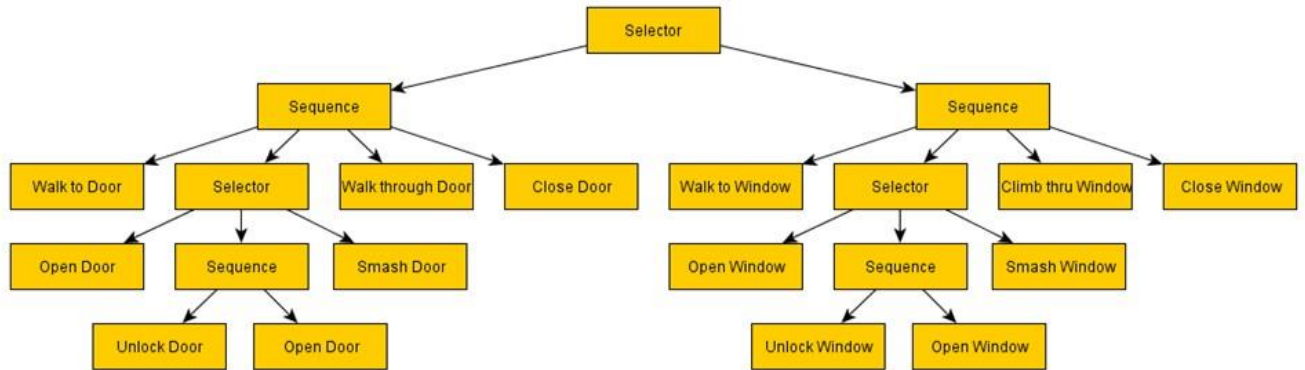 Selector
Sequence
Sequence
Walk to Door
Selector
Walk through Door
Close Door
Walk to Window
Selector
Climb thru Window
Close Window
Open Door
Sequence
Smash Door
Open Window
Sequence
Smash Window
Unlock Door
Open Door
Unlock Window
Open Window